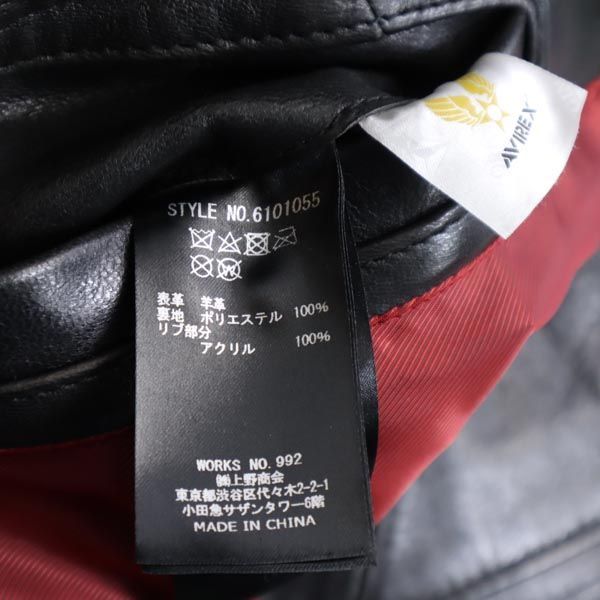 AVIREX
STYLE NO.6101055
表革 羊革
裏地 ポリエステル 100%
リブ部分
アクリル 100%
WORKS NO.992
㈱上野商会
東京都渋谷区代々木2-2-1
小田急サザンタワー6階
MADE IN CHINA